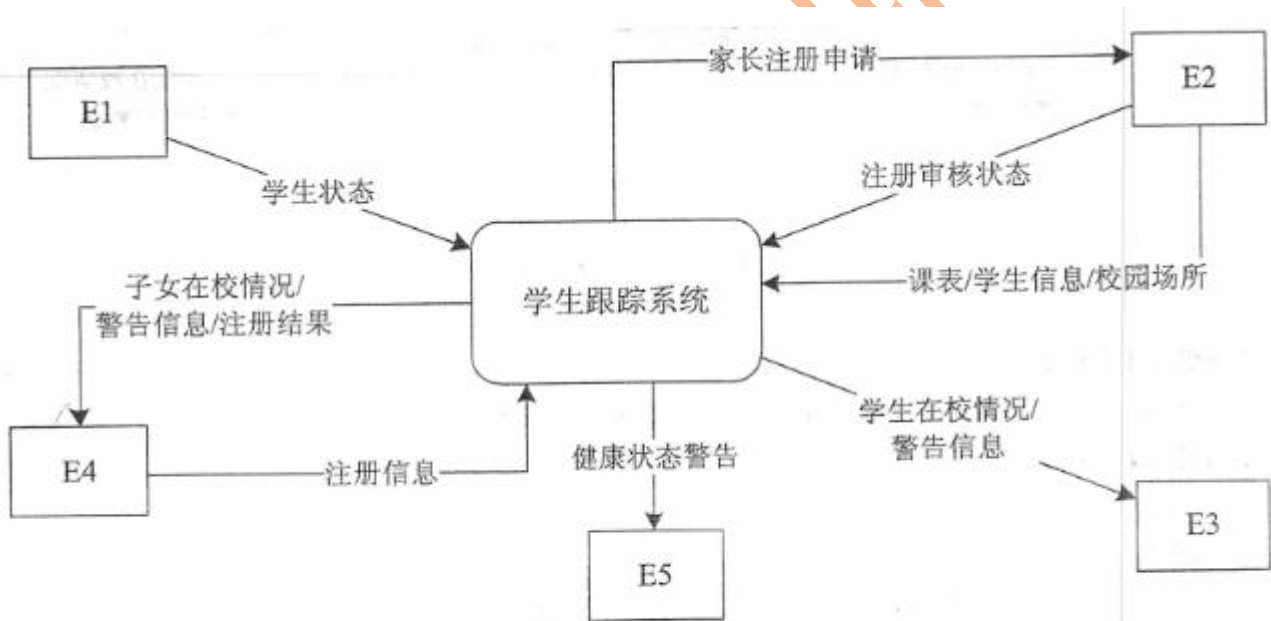 家长注册申请
E2
E1
注册审核状态
学生状态
子女在校情况/
警告信息/注册结果
学生跟踪系统
课表/学生信息/校园场所
学生在校情况/
警告信息
健康状态警告
E4
注册信息
E3
E5